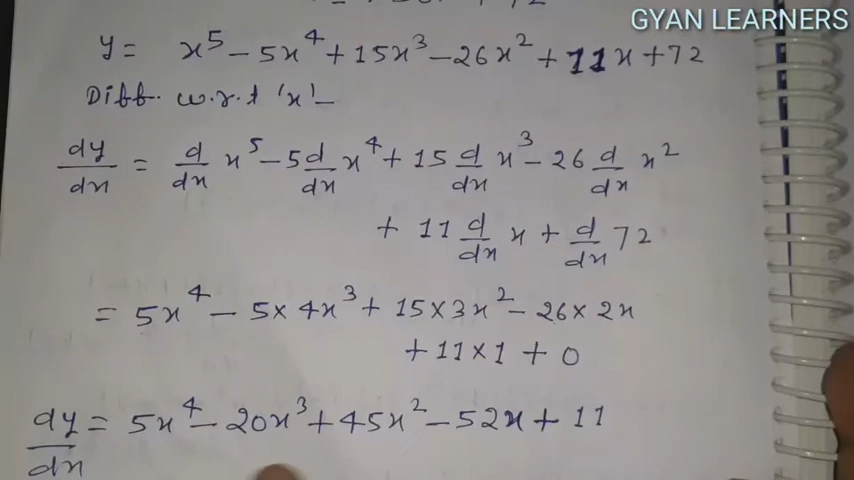 GYAN LEARNERS
y = x⁵ - 5x⁴ + 15x³ - 26x² + 11x + 72
Diff. w.r.t 'x' -
dy/dx = d/dx x⁵ - 5 d/dx x⁴ + 15 d/dx x³ - 26 d/dx x²
+ 11 d/dx x + d/dx 72
= 5x⁴ - 5×4x³ + 15×3x² - 26×2x
+ 11×1 + 0
dy/dx = 5x⁴ - 20x³ + 45x² - 52x + 11